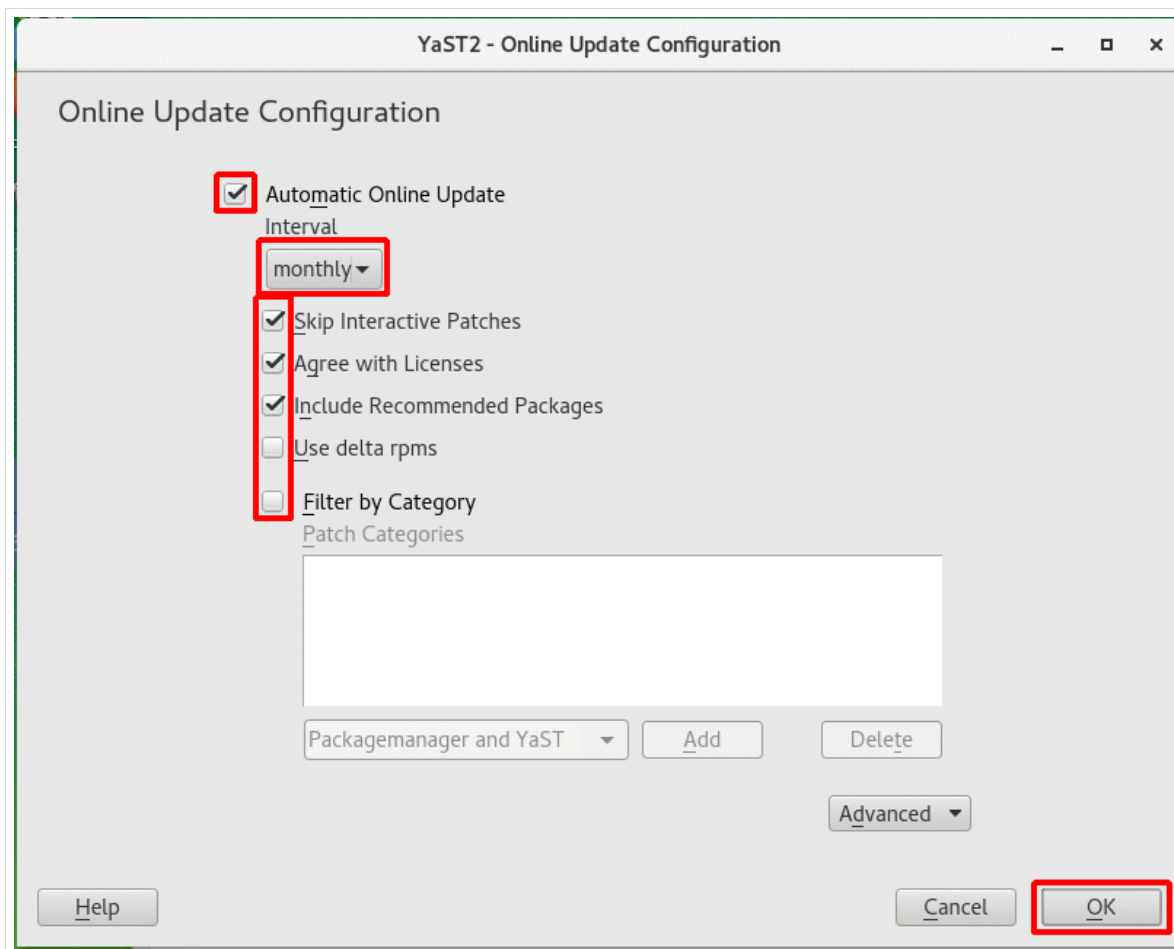 YaST2 - Online Update Configuration
Online Update Configuration
Automatic Online Update
Interval
monthly
Skip Interactive Patches
Agree with Licenses
Include Recommended Packages
Use delta rpms
Filter by Category
Patch Categories
Packagemanager and YaST Add Delete
Advanced
Help Cancel OK